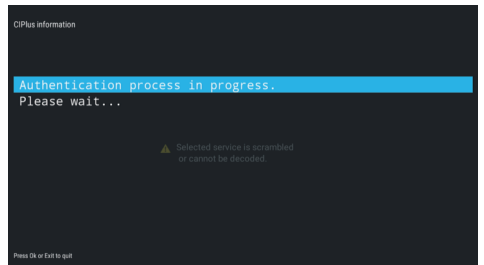 CIPlus information
Authentication process in progress.
Please wait...
Selected service is scrambled
or cannot be decoded.
Press Ok or Exit to quit